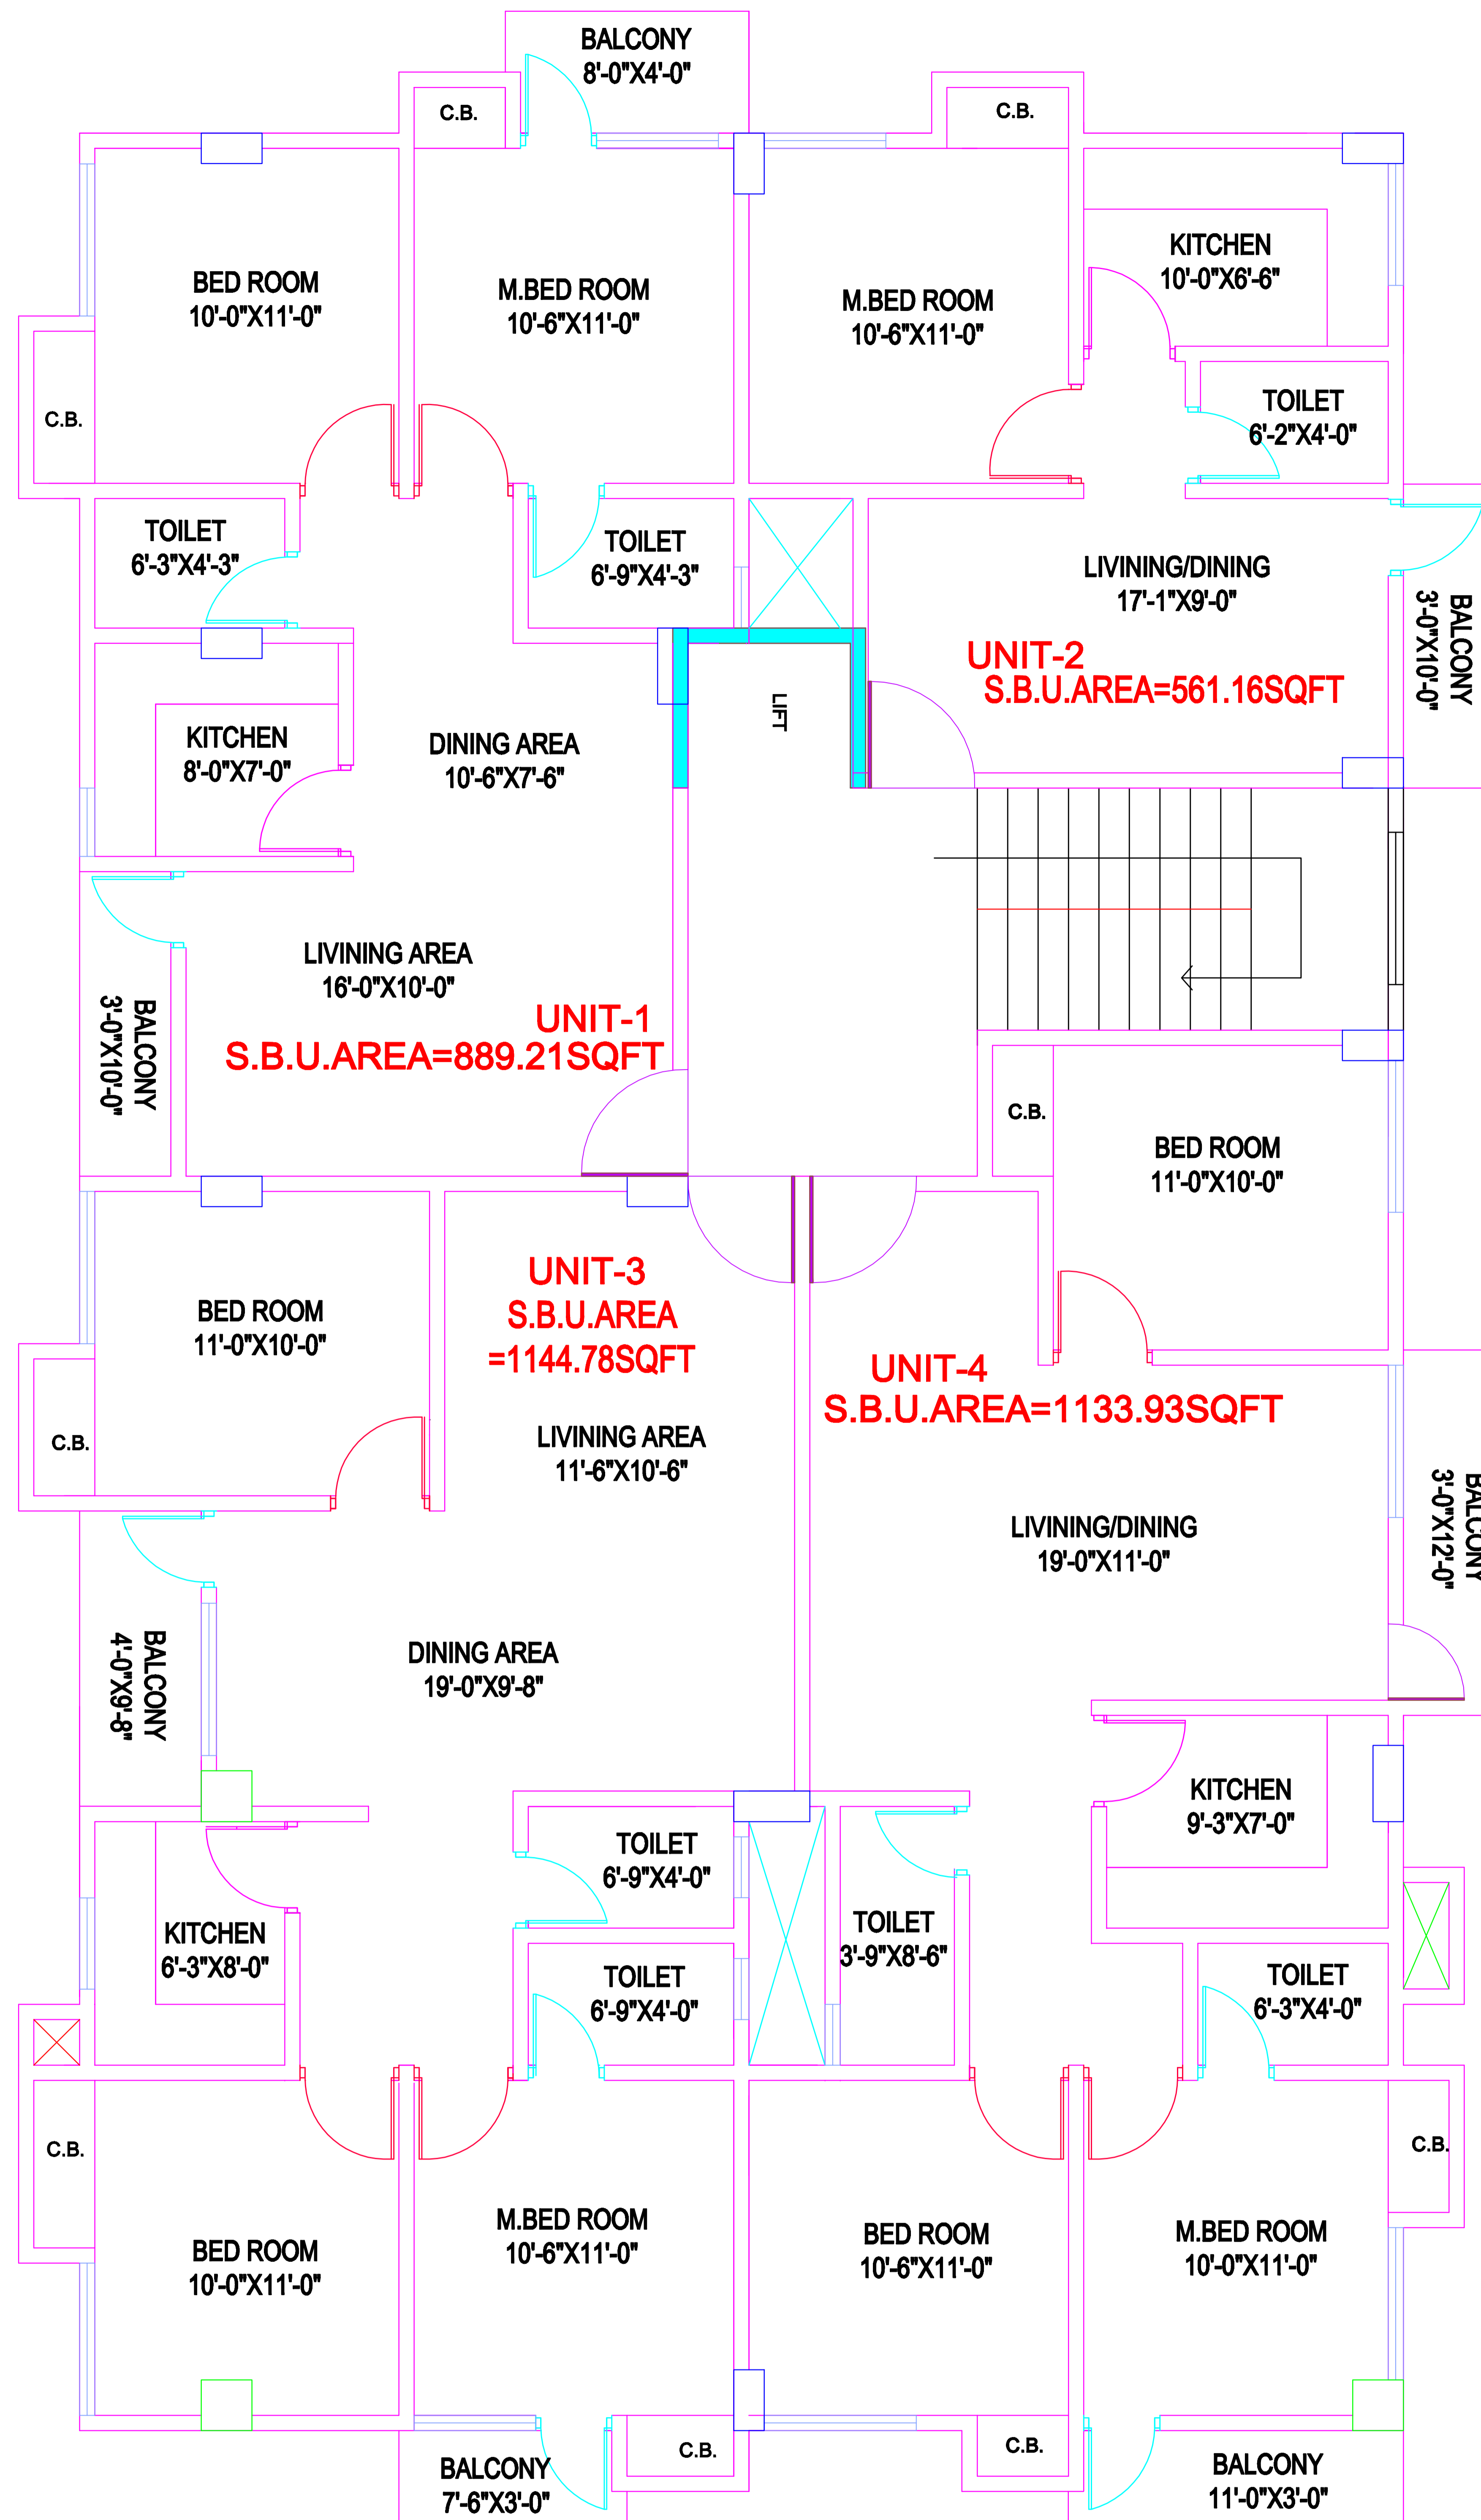 BALCONY
8'-0"X4'-0"
C.B.
C.B.
BED ROOM
10'-0"X11'-0"
M.BED ROOM
10'-6"X11'-0"
M.BED ROOM
10'-6"X11'-0"
KITCHEN
10'-0"X6'-6"
C.B.
TOILET
6'-2"X4'-0"
TOILET
6'-3"X4'-3"
TOILET
6'-9"X4'-3"
LIVINING/DINING
17'-1"X9'-0"
BALCONY
3'-0"X10'-0"
UNIT-2
S.B.U.AREA=561.16SQFT
LIFT
KITCHEN
8'-0"X7'-0"
DINING AREA
10'-6"X7'-6"
LIVINING AREA
16'-0"X10'-0"
UNIT-1
S.B.U.AREA=889.21SQFT
BALCONY
3'-0"X10'-0"
C.B.
BED ROOM
11'-0"X10'-0"
UNIT-3
S.B.U.AREA
=1144.78SQFT
BED ROOM
11'-0"X10'-0"
UNIT-4
S.B.U.AREA=1133.93SQFT
C.B.
LIVINING AREA
11'-6"X10'-6"
LIVINING/DINING
19'-0"X11'-0"
BALCONY
3'-0"X12'-0"
DINING AREA
19'-0"X9'-8"
BALCONY
4'-0"X9'-8"
KITCHEN
9'-3"X7'-0"
TOILET
6'-9"X4'-0"
KITCHEN
6'-3"X8'-0"
TOILET
3'-9"X8'-6"
TOILET
6'-9"X4'-0"
TOILET
6'-3"X4'-0"
C.B.
C.B.
BED ROOM
10'-0"X11'-0"
M.BED ROOM
10'-6"X11'-0"
BED ROOM
10'-6"X11'-0"
M.BED ROOM
10'-0"X11'-0"
C.B.
C.B.
BALCONY
7'-6"X3'-0"
BALCONY
11'-0"X3'-0"